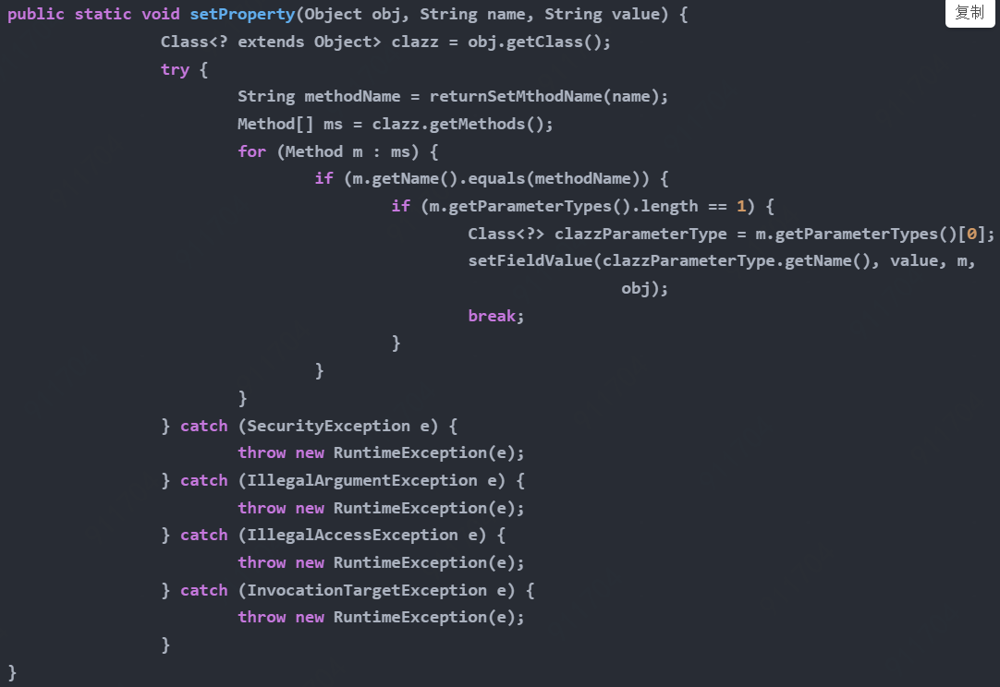 public static void setProperty(Object obj, String name, String value) {
复制
Class<? extends Object> clazz = obj.getClass();
try {
String methodName = returnSetMthodName(name);
Method[] ms = clazz.getMethods();
for (Method m : ms) {
if (m.getName().equals(methodName)) {
if (m.getParameterTypes().length == 1) {
Class<?> clazzParameterType = m.getParameterTypes()[0];
setFieldValue(clazzParameterType.getName(), value, m,
obj);
break;
}
}
}
} catch (SecurityException e) {
throw new RuntimeException(e);
} catch (IllegalArgumentException e) {
throw new RuntimeException(e);
} catch (IllegalAccessException e) {
throw new RuntimeException(e);
} catch (InvocationTargetException e) {
throw new RuntimeException(e);
}
}